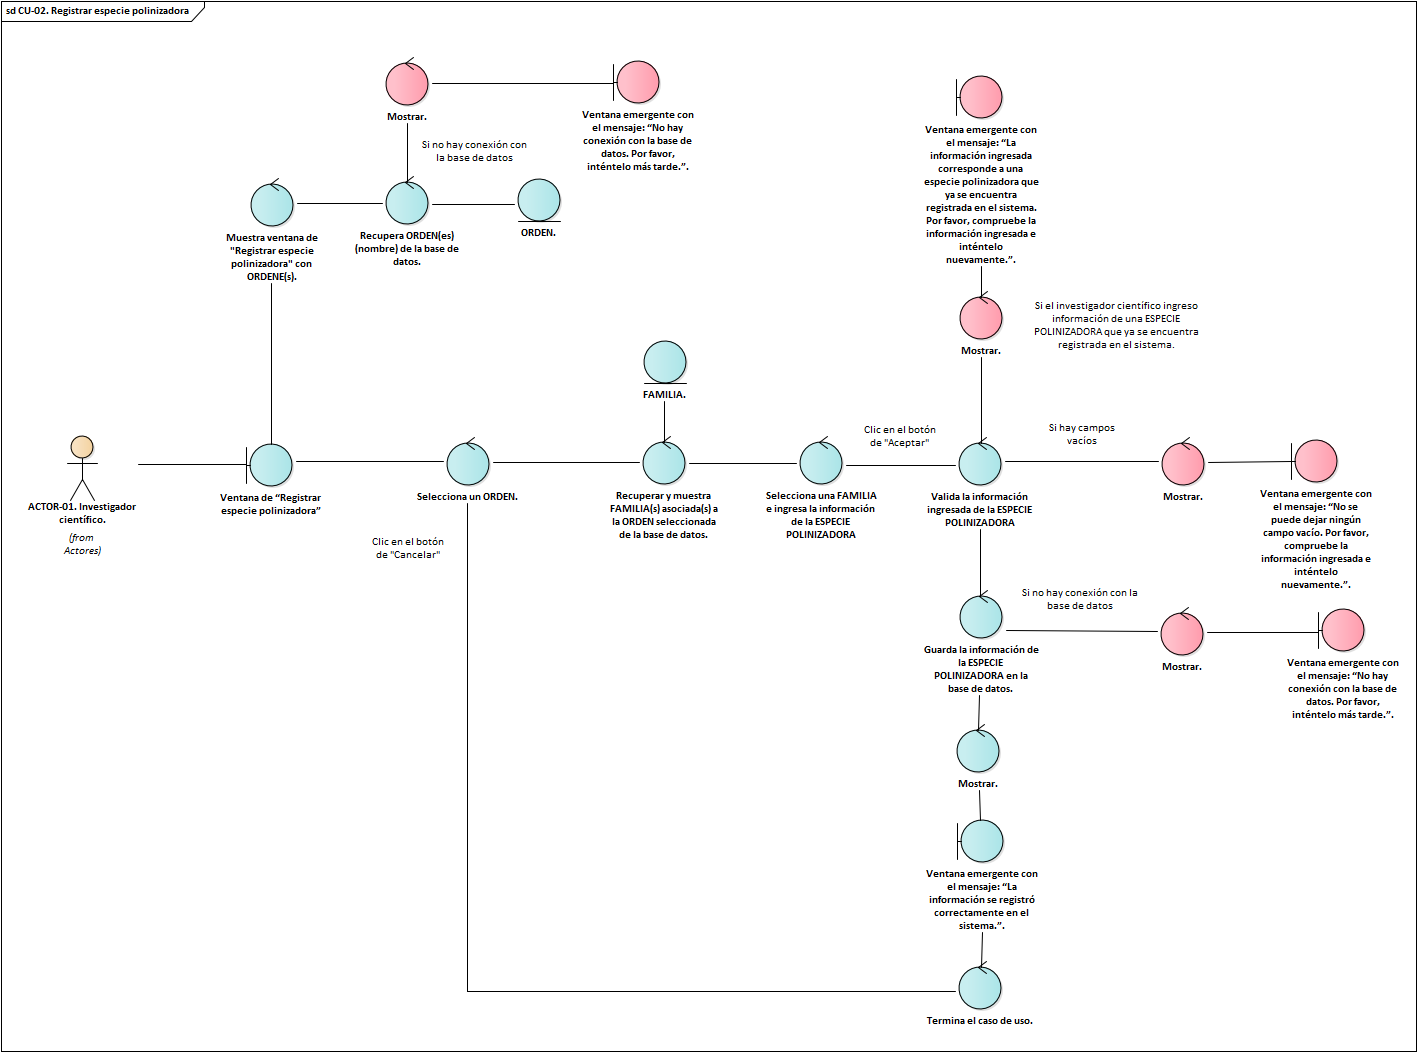 sd CU-02. Registrar especie polinizadora
Mostrar.
Ventana emergente con
el mensaje: “No hay
conexión con la base de
datos. Por favor,
inténtelo más tarde.”.
Si no hay conexión con
la base de datos
Muestra ventana de
"Registrar especie
polinizadora" con
ORDENE(s).
Recupera ORDEN(es)
(nombre) de la base de
datos.
ORDEN.
Ventana emergente con
el mensaje: “La
información ingresada
corresponde a una
especie polinizadora que
ya se encuentra
registrada en el sistema.
Por favor, compruebe la
información ingresada e
inténtelo
nuevamente.”.
Mostrar.
Si el investigador científico ingreso
información de una ESPECIE
POLINIZADORA que ya se encuentra
registrada en el sistema.
FAMILIA.
ACTOR-01. Investigador
científico.
(from
Actores)
Ventana de “Registrar
especie polinizadora”
Selecciona un ORDEN.
Clic en el botón
de "Cancelar"
Recuperar y muestra
FAMILIA(s) asociada(s) a
la ORDEN seleccionada
de la base de datos.
Selecciona una FAMILIA
e ingresa la información
de la ESPECIE
POLINIZADORA
Clic en el botón
de "Aceptar"
Valida la información
ingresada de la ESPECIE
POLINIZADORA
Si hay campos
vacíos
Mostrar.
Ventana emergente con
el mensaje: “No se
puede dejar ningún
campo vacío. Por favor,
compruebe la
información ingresada e
inténtelo
nuevamente.”.
Guarda la información de
la ESPECIE
POLINIZADORA en la
base de datos.
Si no hay conexión con la
base de datos
Mostrar.
Ventana emergente con
el mensaje: “No hay
conexión con la base de
datos. Por favor,
inténtelo más tarde.”.
Mostrar.
Ventana emergente con
el mensaje: “La
información se registró
correctamente en el
sistema.”.
Termina el caso de uso.